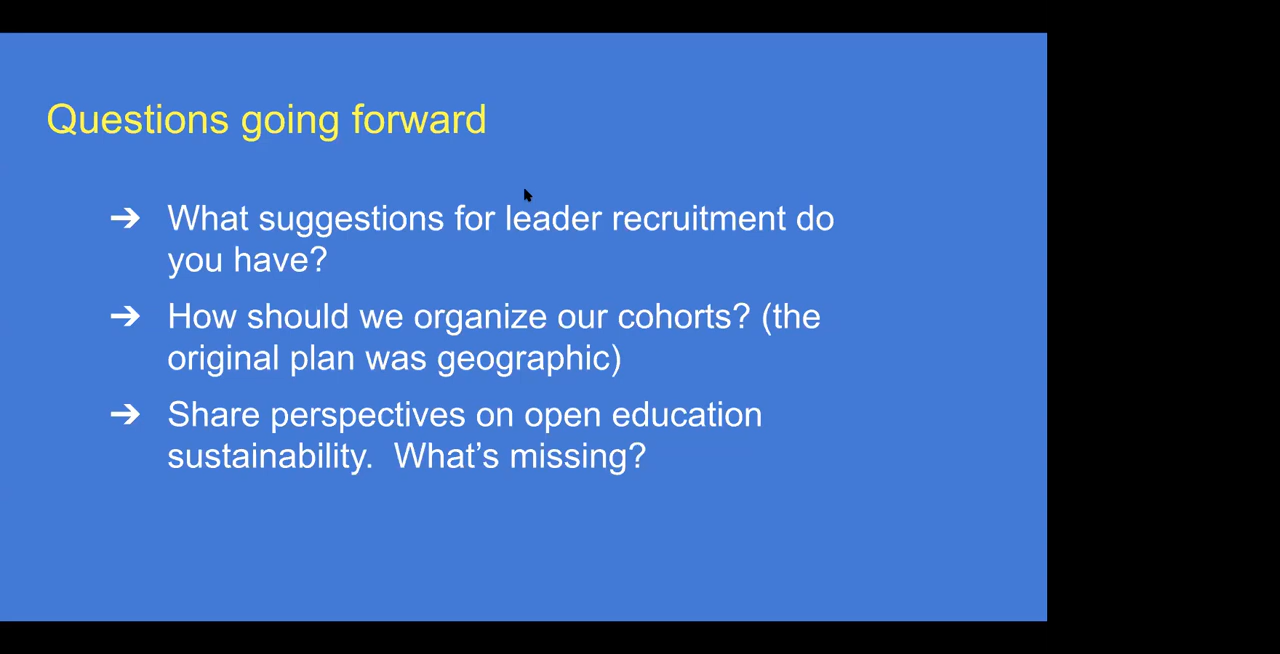 Questions going forward
➔ What suggestions for leader recruitment do
you have?
➔ How should we organize our cohorts? (the
original plan was geographic)
➔ Share perspectives on open education
sustainability.  What’s missing?